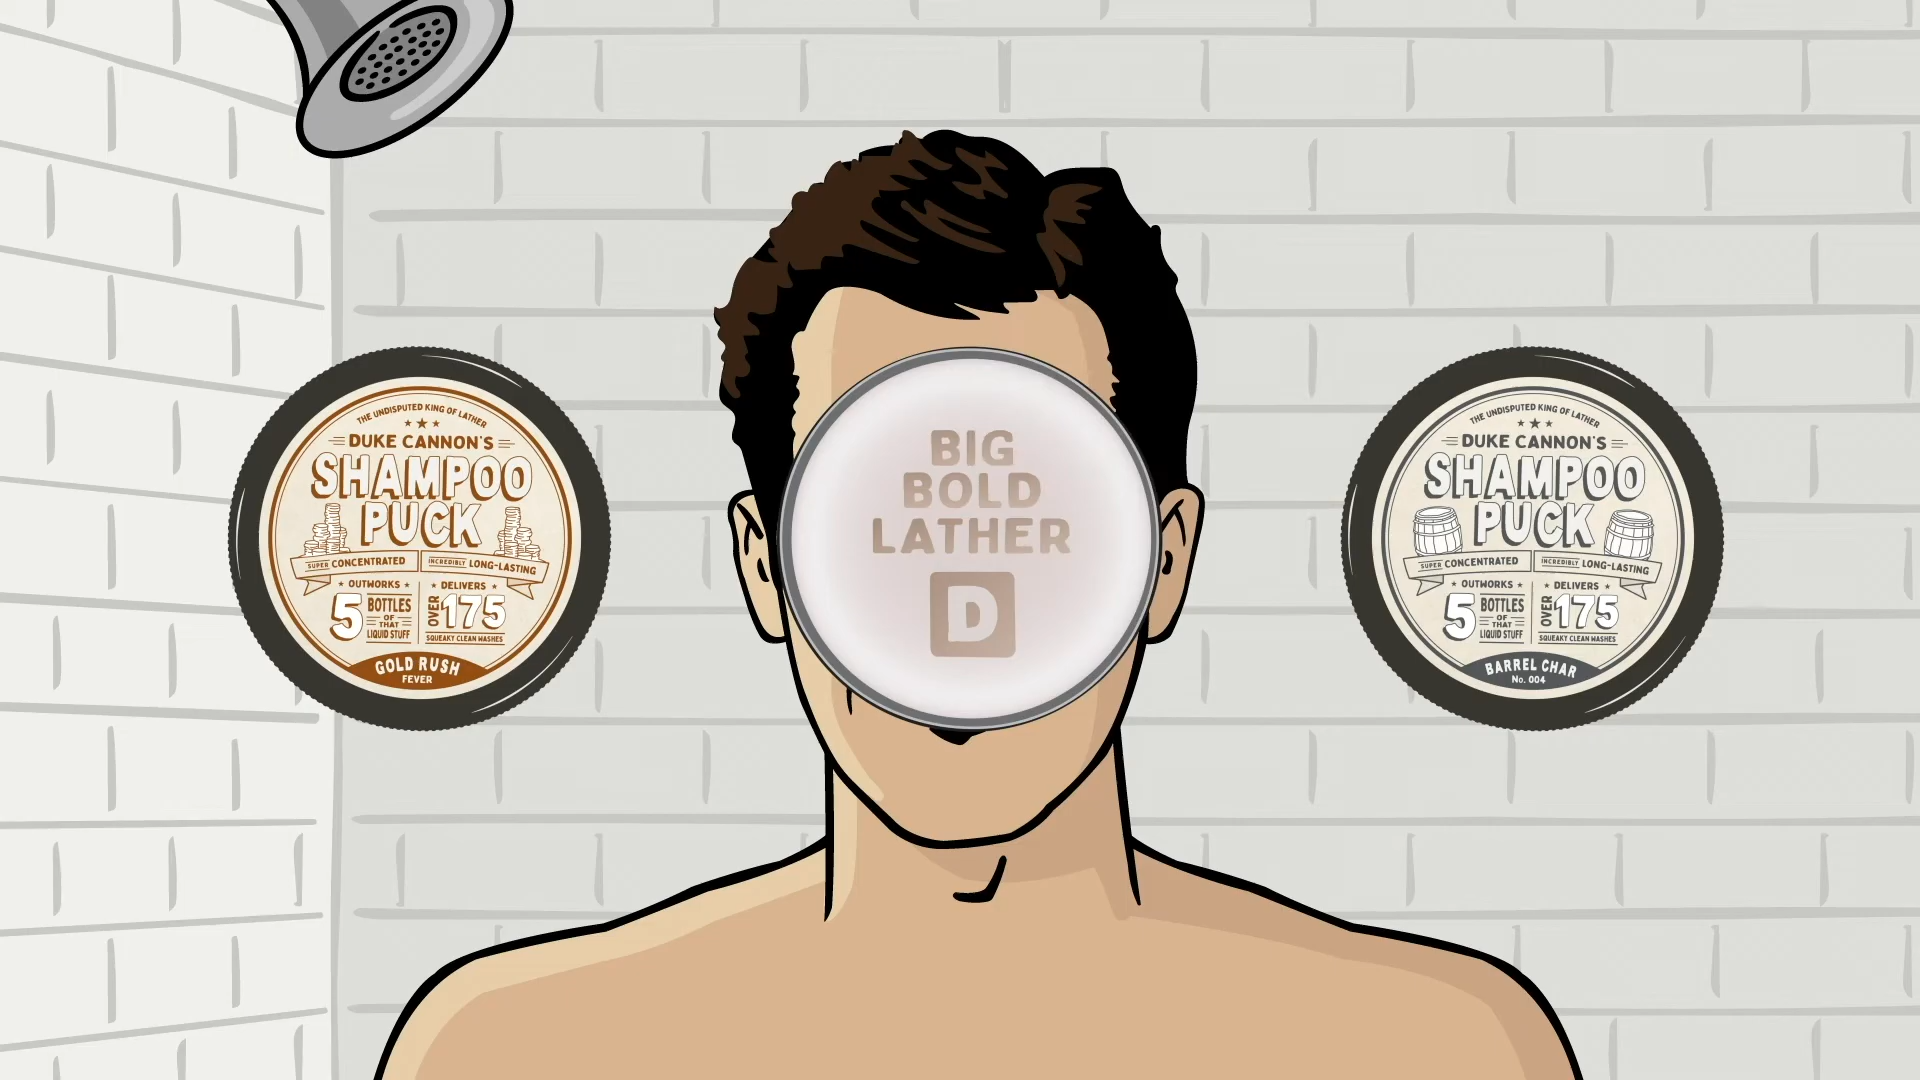 THE UNDISPUTED KING OF LATHER
DUKE CANNON'S
SHAMPOO
PUCK
SUPER CONCENTRATED
INCREDIBLY LONG-LASTING
OUTWORKS
5 BOTTLES
OF
THAT
LIQUID STUFF
DELIVERS
OVER 175
SQUEAKY CLEAN WASHES
GOLD RUSH
FEVER
BIG
BOLD
LATHER
D
THE UNDISPUTED KING OF LATHER
DUKE CANNON'S
SHAMPOO
PUCK
SUPER CONCENTRATED
INCREDIBLY LONG-LASTING
OUTWORKS
5 BOTTLES
OF
THAT
LIQUID STUFF
DELIVERS
OVER 175
SQUEAKY CLEAN WASHES
BARREL CHAR
No. 004